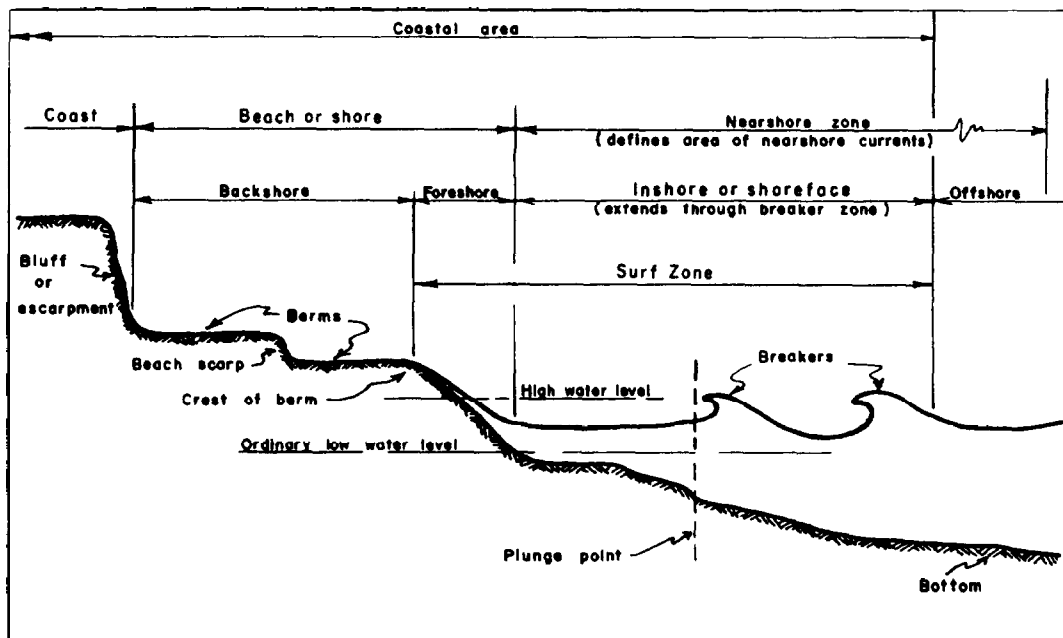 Coastal area
Coast
Beach or shore
Nearshore zone
(defines area of nearshore currents)
Backshore
Foreshore
Inshore or shoreface
(extends through breaker zone)
Offshore
Surf Zone
Bluff
or
escarpment
Berms
Beach scarp
Crest of berm
High water level
Breakers
Ordinary low water level
Plunge point
Bottom